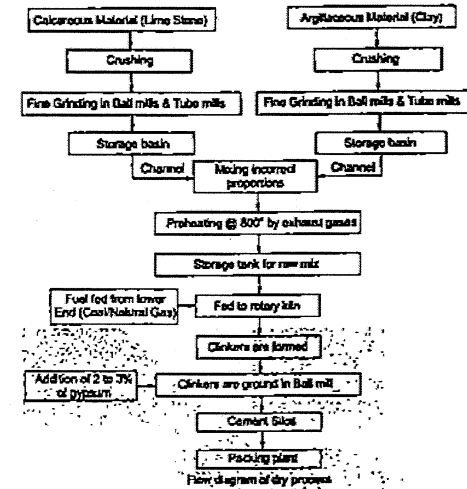 Calcareous Material (Lime Stone)
Argillaceous Material (Clay)
Crushing
Crushing
Fine Grinding in Ball mills & Tube mills
Fine Grinding in Ball mills & Tube mills
Storage basin
Storage basin
Channel
Channel
Mixing incorrect
proportions
Preheating @ 800° by exhaust gases
Storage tank for raw mix
Fuel fed from lower
End (Coal/Natural Gas)
Fed to rotary kiln
Clinkers are formed
Addition of 2 to 3%
of gypsum
Clinkers are ground in Ball mill
Cement Silos
Packing plant
Flow diagram of dry process